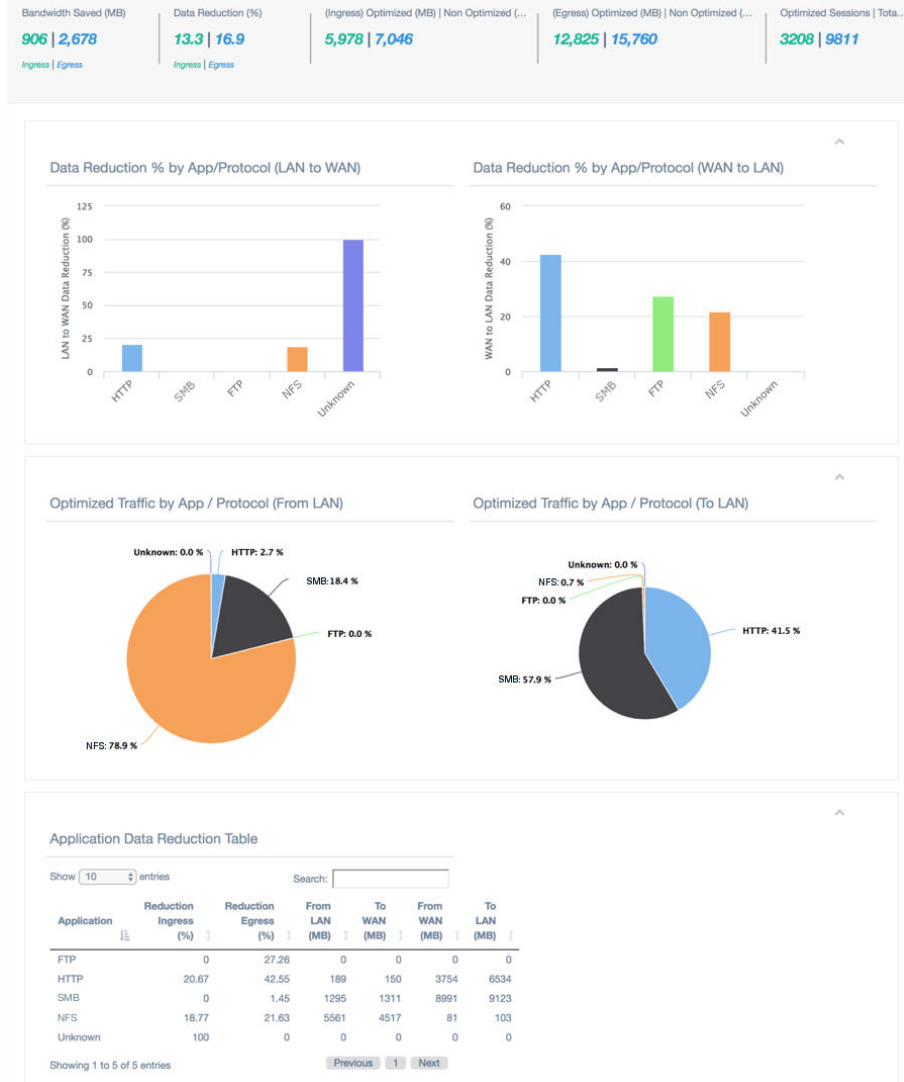 Bandwidth Saved (MB)
906 | 2,678
Ingress | Egress
Data Reduction (%)
13.3 | 16.9
Ingress | Egress
(Ingress) Optimized (MB) | Non Optimized (...
5,978 | 7,046
(Egress) Optimized (MB) | Non Optimized (...
12,825 | 15,760
Optimized Sessions | Tota...
3208 | 9811
Data Reduction % by App/Protocol (LAN to WAN)
LAN to WAN Data Reduction (%)
125
100
75
50
25
0
HTTP SMB FTP NFS Unknown
Data Reduction % by App/Protocol (WAN to LAN)
WAN to LAN Data Reduction (%)
60
40
20
0
HTTP SMB FTP NFS Unknown
Optimized Traffic by App / Protocol (From LAN)
Unknown: 0.0 %
HTTP: 2.7 %
SMB: 18.4 %
FTP: 0.0 %
NFS: 78.9 %
Optimized Traffic by App / Protocol (To LAN)
Unknown: 0.0 %
NFS: 0.7 %
FTP: 0.0 %
HTTP: 41.5 %
SMB: 57.9 %
Application Data Reduction Table
Show 10 entries
Search:
Application | Reduction Ingress (%) | Reduction Egress (%) | From LAN (MB) | To WAN (MB) | From WAN (MB) | To LAN (MB)
FTP 0 27.26 0 0 0 0
HTTP 20.67 42.55 189 150 3754 6534
SMB 0 1.45 1295 1311 8991 9123
NFS 18.77 21.63 5561 4517 81 103
Unknown 100 0 0 0 0 0
Showing 1 to 5 of 5 entries
Previous 1 Next